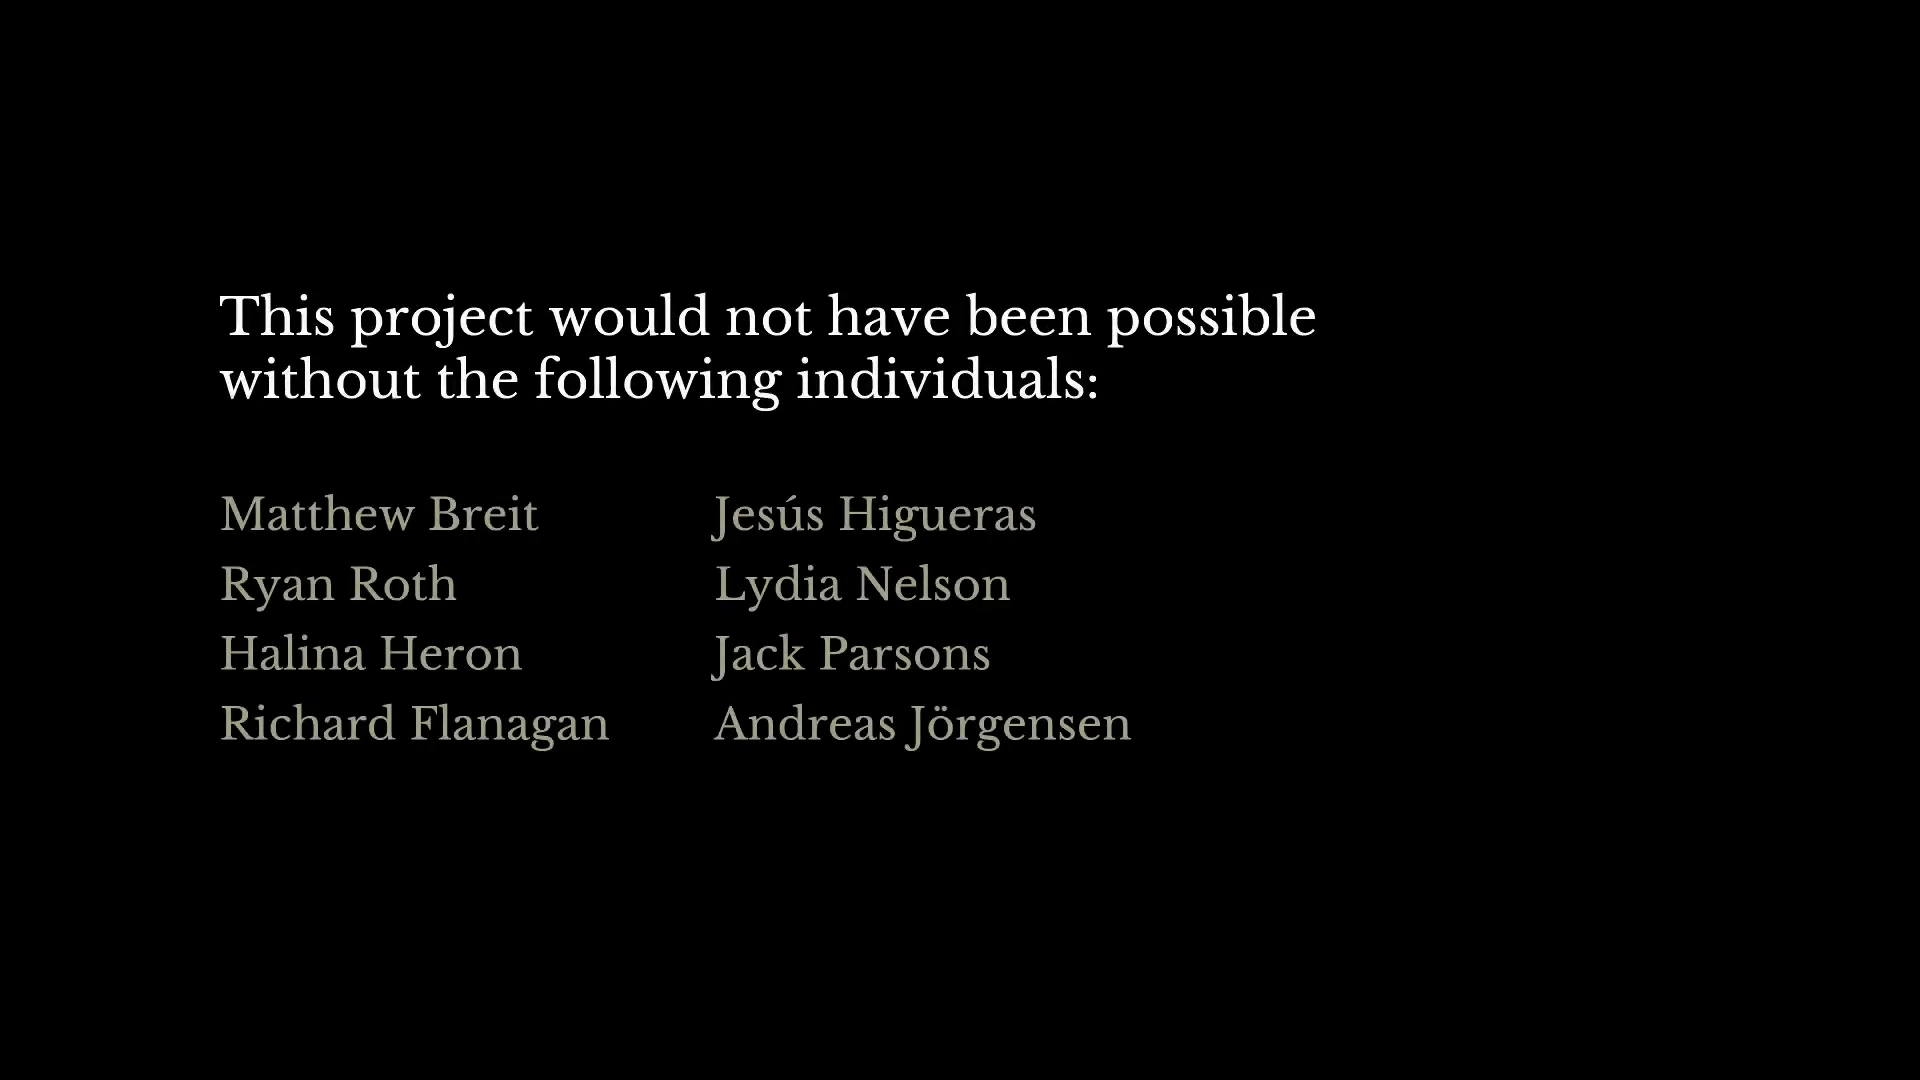 This project would not have been possible
without the following individuals:
Matthew Breit
Ryan Roth
Halina Heron
Richard Flanagan
Jesús Higueras
Lydia Nelson
Jack Parsons
Andreas Jörgensen